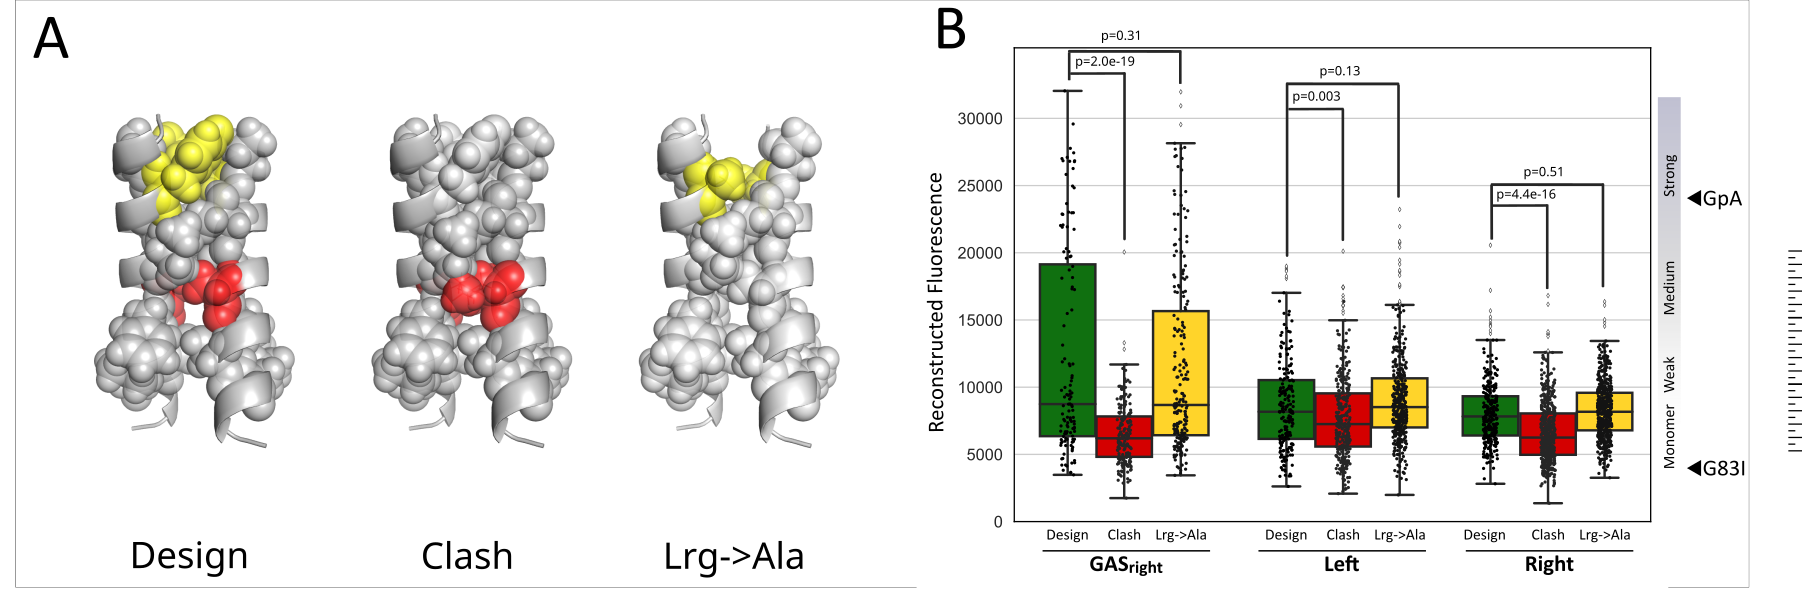 A
Design
Clash
Lrg->Ala
B
Reconstructed Fluorescence
30000
25000
20000
15000
10000
5000
0
p=0.31
p=2.0e-19
p=0.13
p=0.003
p=0.51
p=4.4e-16
Design Clash Lrg->Ala
GASright
Design Clash Lrg->Ala
Left
Design Clash Lrg->Ala
Right
Monomer Weak Medium Strong
◀GpA
◀G83I